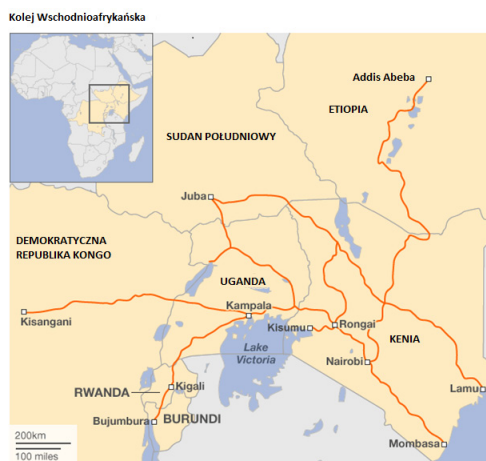 Kolej Wschodnioafrykańska
Addis Abeba
ETIOPIA
SUDAN POŁUDNIOWY
Juba
DEMOKRATYCZNA
REPUBLIKA KONGO
UGANDA
Kampala
Kisangani
Kisumu
Rongai
Lake
Victoria
KENIA
Nairobi
Kigali
RWANDA
Lamu
Bujumbura
BURUNDI
Mombasa
200km
100 miles